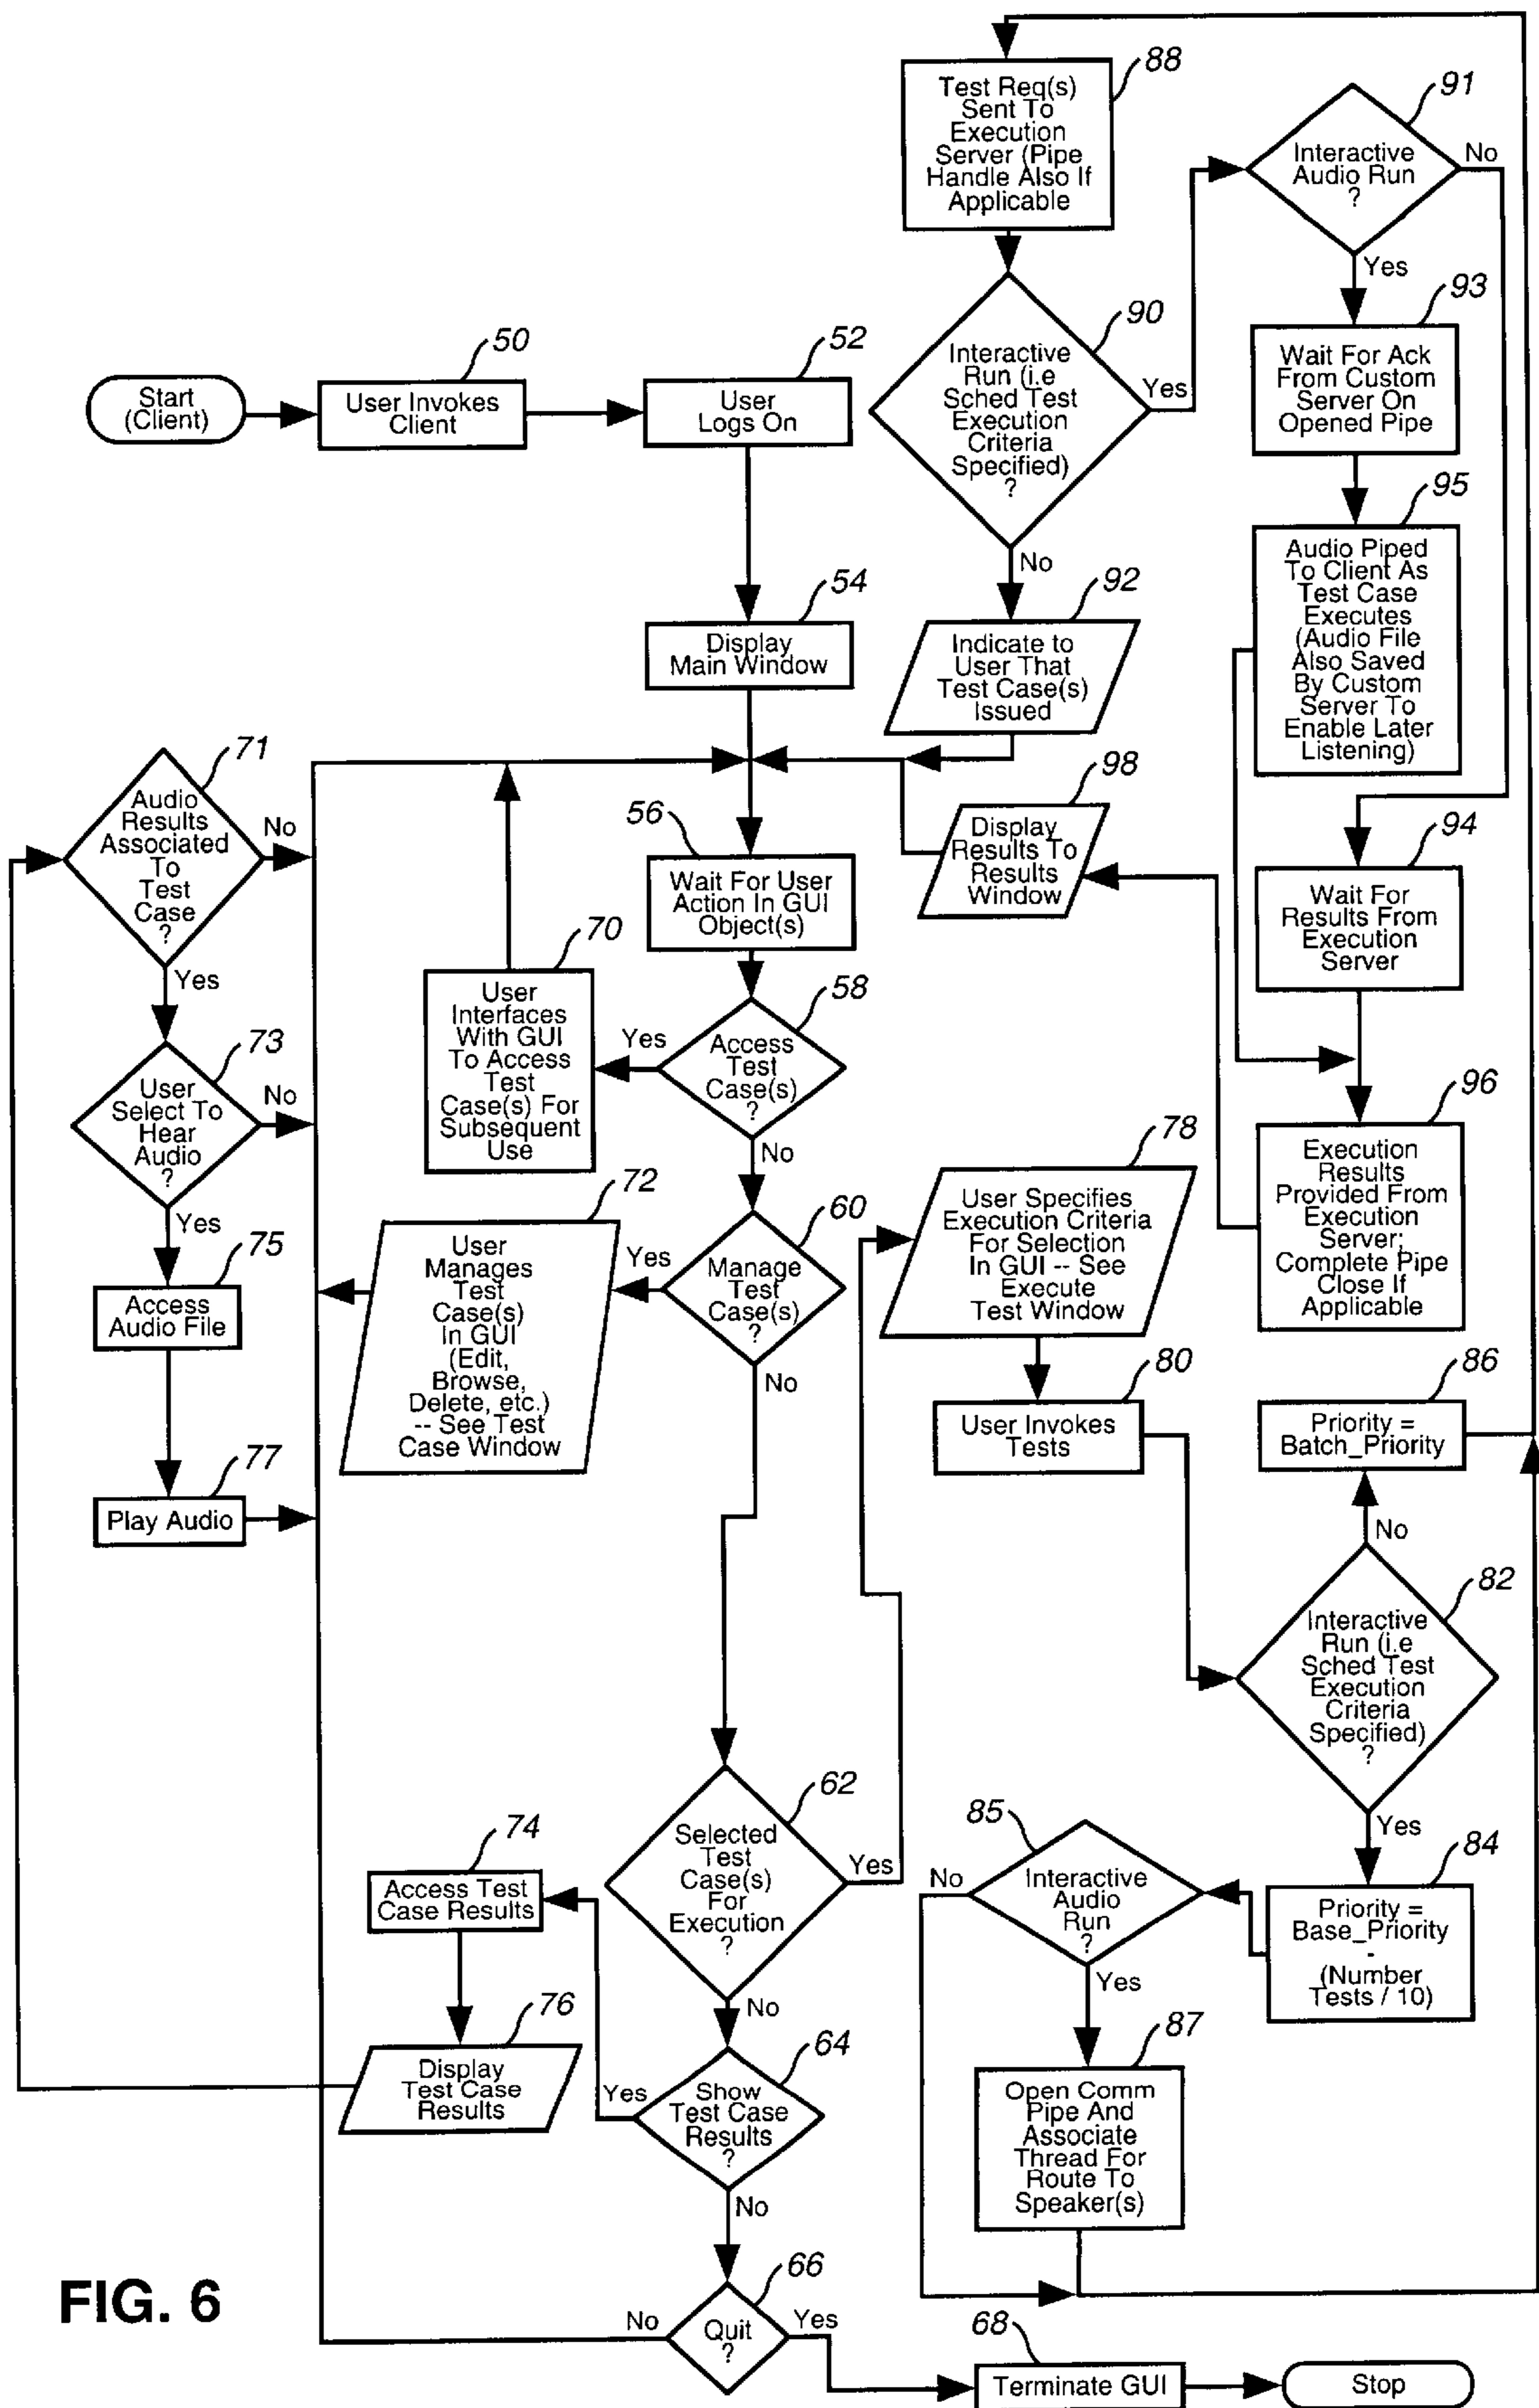 88
Test Req(s)
Sent To
Execution
Server (Pipe
Handle Also If
Applicable
91
Interactive
Audio Run
?
No
Yes
90
Interactive
Run (i.e
Sched Test
Execution
Criteria
Specified)
?
Yes
No
93
Wait For Ack
From Custom
Server On
Opened Pipe
Start
(Client)
50
User Invokes
Client
52
User
Logs On
54
Display
Main Window
92
Indicate to
User That
Test Case(s)
Issued
95
Audio Piped
To Client As
Test Case
Executes
(Audio File
Also Saved
By Custom
Server To
Enable Later
Listening)
71
Audio
Results
Associated
To
Test
Case
?
No
Yes
56
Wait For User
Action In GUI
Object(s)
98
Display
Results To
Results
Window
94
Wait For
Results From
Execution
Server
70
User
Interfaces
With GUI
To Access
Test
Case(s) For
Subsequent
Use
58
Access
Test
Case(s)
?
Yes
No
73
User
Select To
Hear
Audio
?
No
Yes
96
Execution
Results
Provided From
Execution
Server;
Complete Pipe
Close If
Applicable
78
User Specifies
Execution Criteria
For Selection
In GUI -- See
Execute
Test Window
72
User
Manages
Test
Case(s)
In GUI
(Edit,
Browse,
Delete, etc.)
-- See Test
Case Window
60
Manage
Test
Case(s)
?
Yes
No
75
Access
Audio File
77
Play Audio
80
User Invokes
Tests
86
Priority =
Batch_Priority
No
82
Interactive
Run (i.e
Sched Test
Execution
Criteria
Specified)
?
Yes
62
Selected
Test
Case(s)
For
Execution
?
Yes
No
74
Access Test
Case Results
85
Interactive
Audio
Run
?
No
Yes
84
Priority =
Base_Priority
-
(Number
Tests / 10)
76
Display
Test Case
Results
64
Show
Test Case
Results
?
Yes
No
87
Open Comm
Pipe And
Associate
Thread For
Route To
Speaker(s)
66
Quit
?
No
Yes
68
Terminate GUI
Stop
FIG. 6